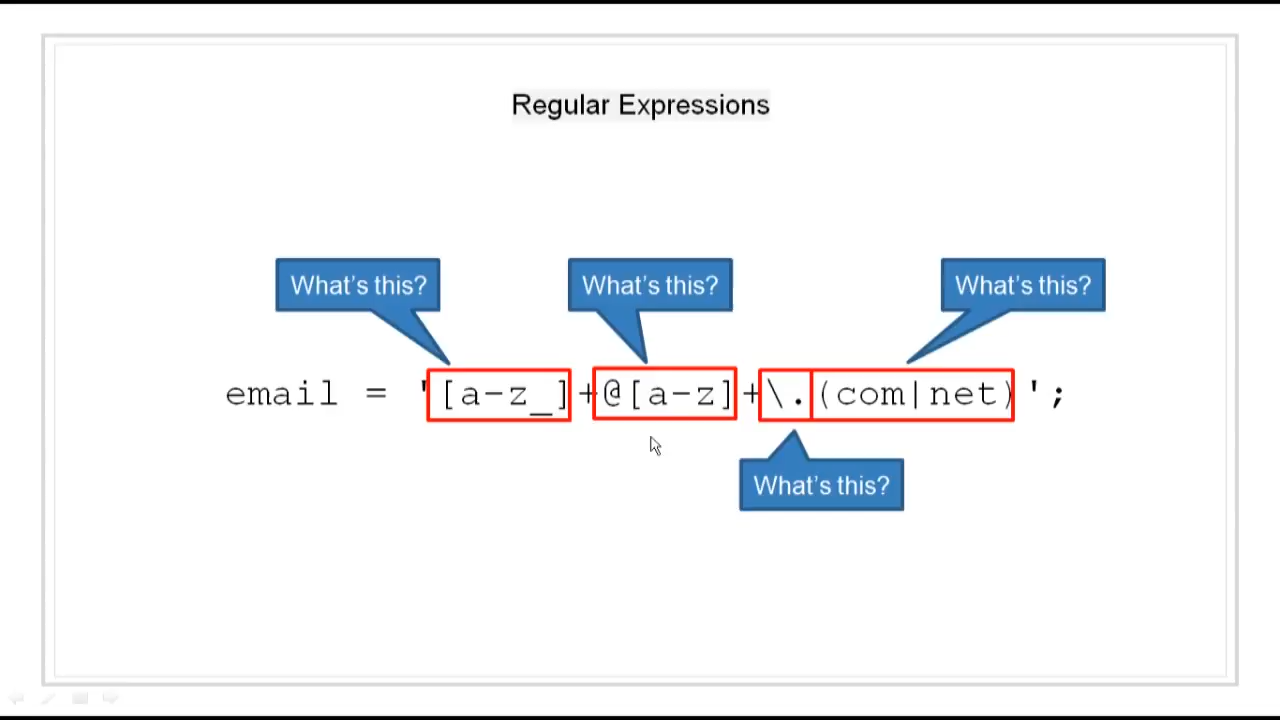 Regular Expressions
What's this? What's this? What's this?
email = '[a-z_]+@[a-z]+\.(com|net)';
What's this?